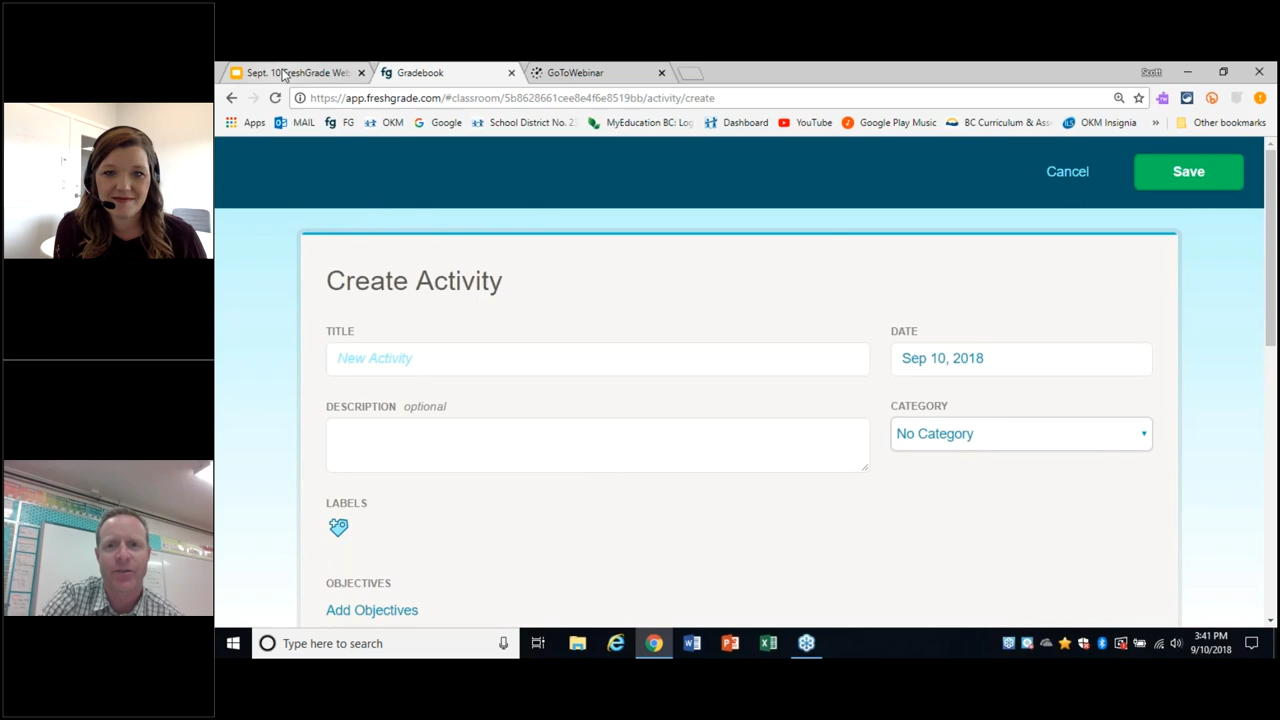 Sept. 10 FreshGrade Web
fg Gradebook
GoToWebinar
Scott
https://app.freshgrade.com/#classroom/5b8628661cee8e4f6e8519bb/activity/create
Apps MAIL FG OKM Google School District No. 23 MyEducation BC: Log Dashboard YouTube Google Play Music BC Curriculum & Ass OKM Insignia » Other bookmarks
Cancel Save
Create Activity
TITLE DATE
New Activity Sep 10, 2018
DESCRIPTION optional CATEGORY
No Category
LABELS
OBJECTIVES
Add Objectives
Type here to search
3:41 PM
9/10/2018